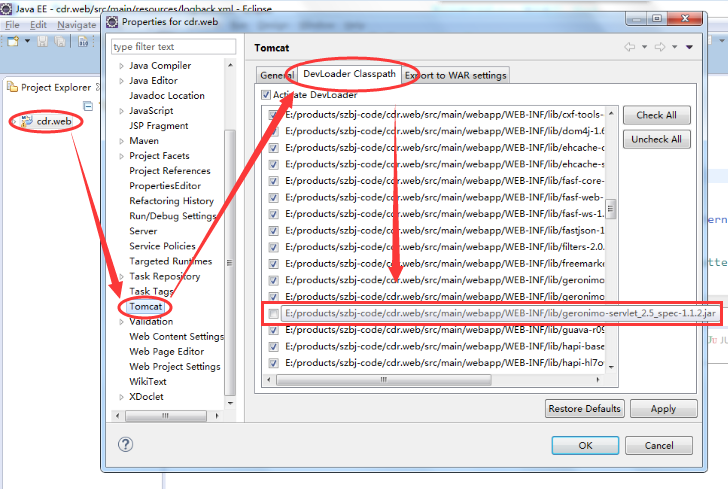 Java EE - cdr.web/src/main/resources/logback.xml - Eclipse
File Edit Navigate
Project Explorer
cdr.web
Properties for cdr.web
type filter text
Java Compiler
Java Editor
Javadoc Location
JavaScript
JSP Fragment
Maven
Project Facets
Project References
PropertiesEditor
Refactoring History
Run/Debug Settings
Server
Service Policies
Targeted Runtimes
Task Repository
Task Tags
Tomcat
Validation
Web Content Settings
Web Page Editor
Web Project Settings
WikiText
XDoclet
Tomcat
General DevLoader Classpath Export to WAR settings
Activate DevLoader
E:/products/szbj-code/cdr.web/src/main/webapp/WEB-INF/lib/cxf-tools-
E:/products/szbj-code/cdr.web/src/main/webapp/WEB-INF/lib/dom4j-1.6
E:/products/szbj-code/cdr.web/src/main/webapp/WEB-INF/lib/ehcache-c
E:/products/szbj-code/cdr.web/src/main/webapp/WEB-INF/lib/ehcache-s
E:/products/szbj-code/cdr.web/src/main/webapp/WEB-INF/lib/fasf-core-
E:/products/szbj-code/cdr.web/src/main/webapp/WEB-INF/lib/fasf-web-
E:/products/szbj-code/cdr.web/src/main/webapp/WEB-INF/lib/fasf-ws-1.
E:/products/szbj-code/cdr.web/src/main/webapp/WEB-INF/lib/fastjson-1
E:/products/szbj-code/cdr.web/src/main/webapp/WEB-INF/lib/filters-2.0.
E:/products/szbj-code/cdr.web/src/main/webapp/WEB-INF/lib/freemarke
E:/products/szbj-code/cdr.web/src/main/webapp/WEB-INF/lib/geronimo
E:/products/szbj-code/cdr.web/src/main/webapp/WEB-INF/lib/geronimo
E:/products/szbj-code/cdr.web/src/main/webapp/WEB-INF/lib/geronimo-servlet_2.5_spec-1.1.2.jar
E:/products/szbj-code/cdr.web/src/main/webapp/WEB-INF/lib/guava-r09
E:/products/szbj-code/cdr.web/src/main/webapp/WEB-INF/lib/hapi-base
E:/products/szbj-code/cdr.web/src/main/webapp/WEB-INF/lib/hapi-hl7o
Check All
Uncheck All
Restore Defaults Apply
OK Cancel
ern
tte